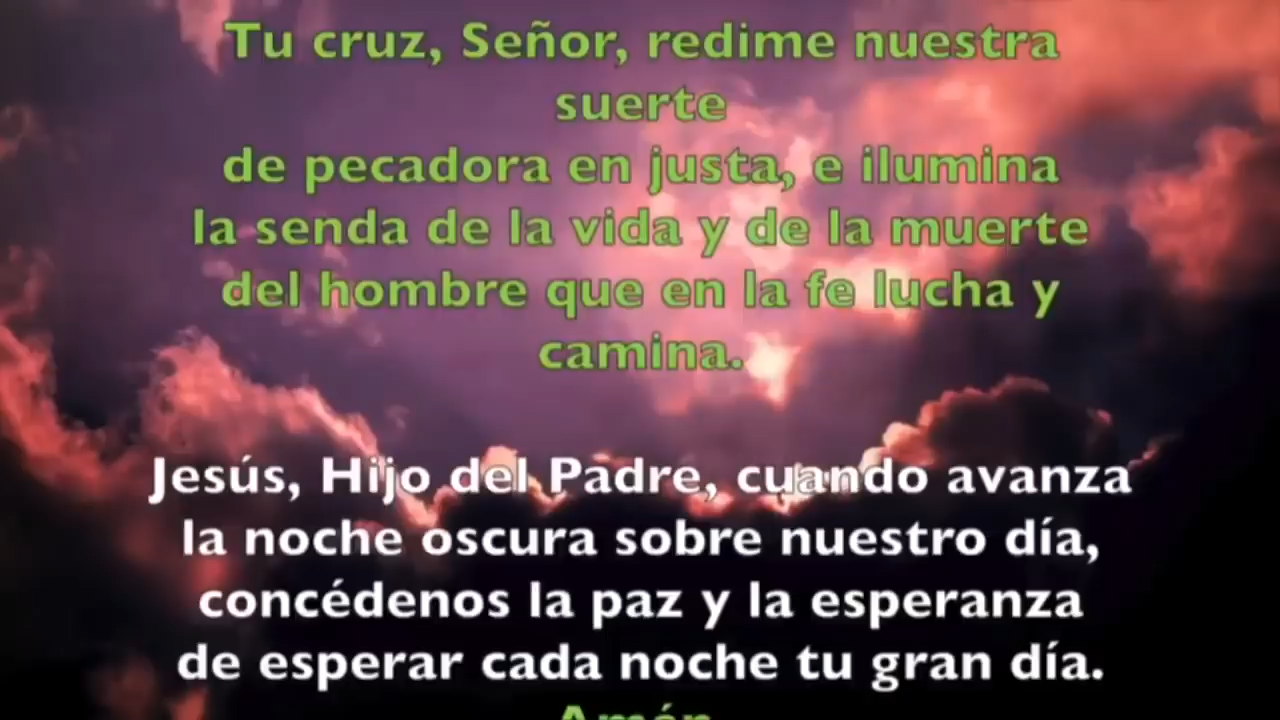 Tu cruz, Señor, redime nuestra
suerte
de pecadora en justa, e ilumina
la senda de la vida y de la muerte
del hombre que en la fe lucha y
camina.
Jesús, Hijo del Padre, cuando avanza
la noche oscura sobre nuestro día,
concédenos la paz y la esperanza
de esperar cada noche tu gran día.
Amén